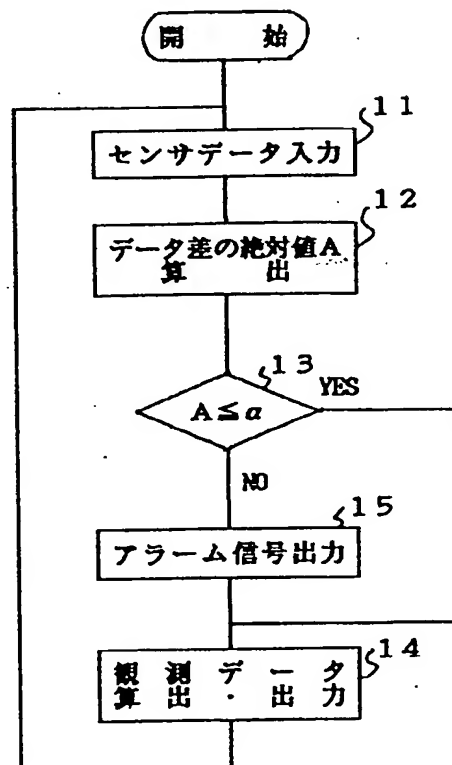 開始
11
センサデータ入力
12
データ差の絶対値A
算出
13
YES
A≦α
NO
15
アラーム信号出力
14
観測データ
算出・出力